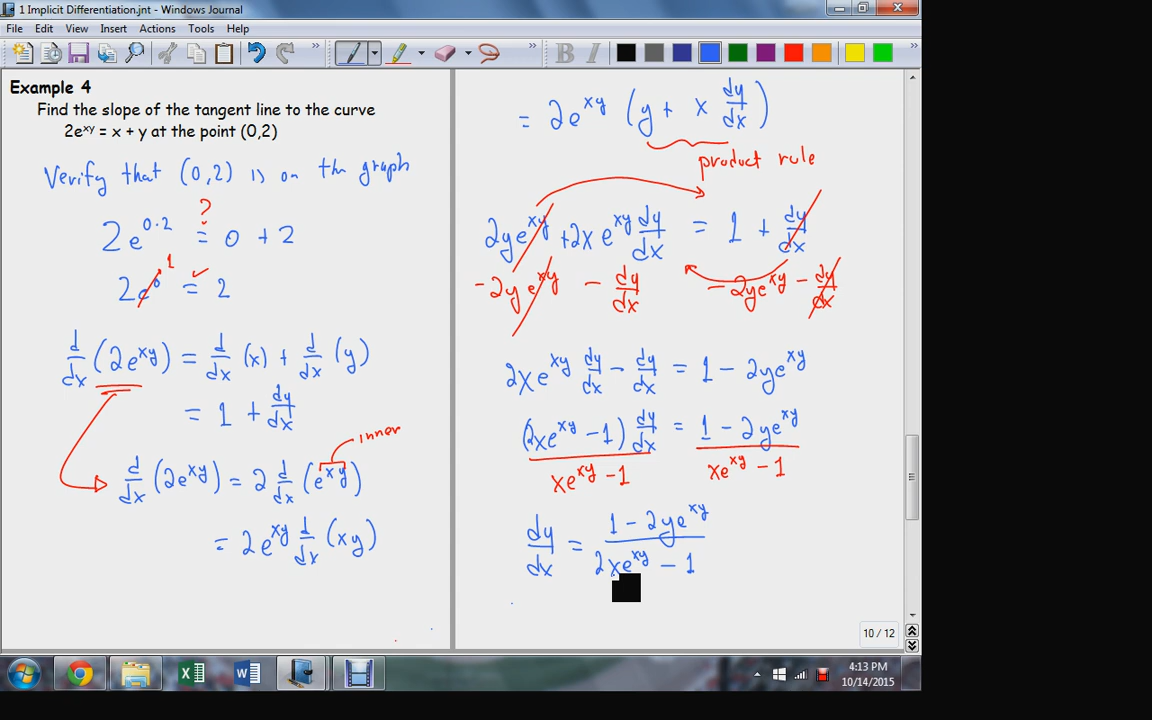 1 Implicit Differentiation.jnt - Windows Journal
File Edit View Insert Actions Tools Help
B I
Example 4
Find the slope of the tangent line to the curve
2eˣʸ = x + y at the point (0,2)
Verify that (0,2) is on the graph
?
2e^(0·2) = 0 + 2
1
2e⁰ = 2
d/dx (2e^(xy)) = d/dx (x) + d/dx (y)
= 1 + dy/dx
inner
d/dx (2e^(xy)) = 2 d/dx (e^(xy))
= 2e^(xy) d/dx (xy)
= 2e^(xy) (y + x dy/dx)
product rule
2ye^(xy) + 2xe^(xy) dy/dx = 1 + dy/dx
-2ye^(xy) - dy/dx - 2ye^(xy) - dy/dx
2xe^(xy) dy/dx - dy/dx = 1 - 2ye^(xy)
(2xe^(xy) - 1) dy/dx = 1 - 2ye^(xy)
xe^(xy) - 1 xe^(xy) - 1
dy/dx = (1 - 2ye^(xy))/(2xe^(xy) - 1)
10 / 12
4:13 PM
10/14/2015